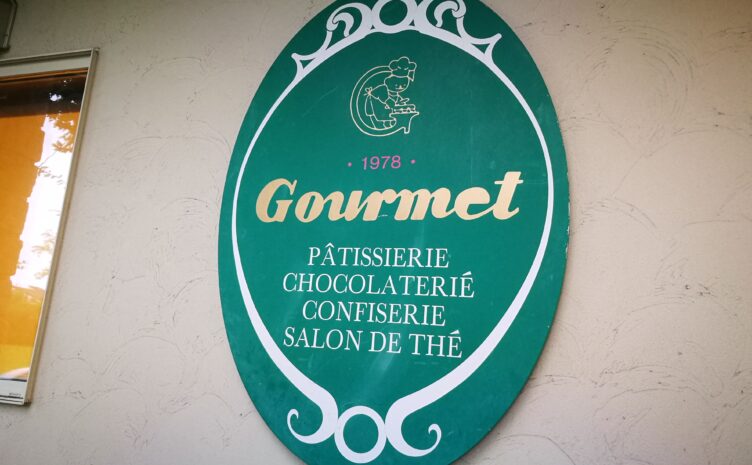 • 1978 •
Gourmet
PÂTISSIERIE
CHOCOLATERIÉ
CONFISERIE
SALON DE THÉ